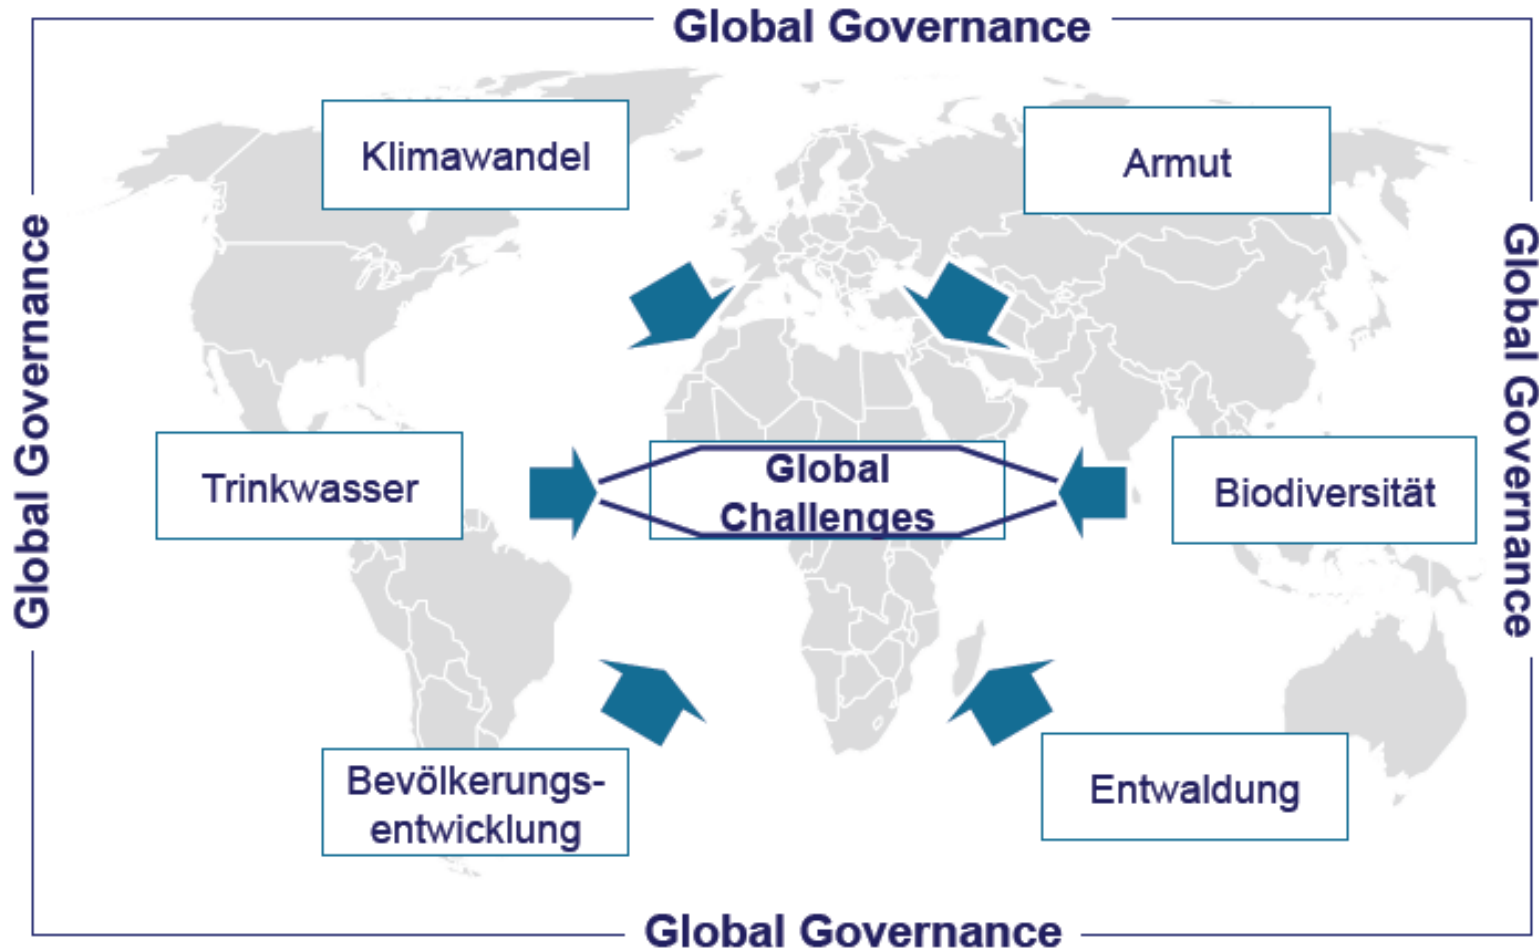 Global Governance
Klimawandel
Armut
Global Governance
Global Governance
Trinkwasser
Global
Challenges
Biodiversität
Bevölkerungs-
entwicklung
Entwaldung
Global Governance